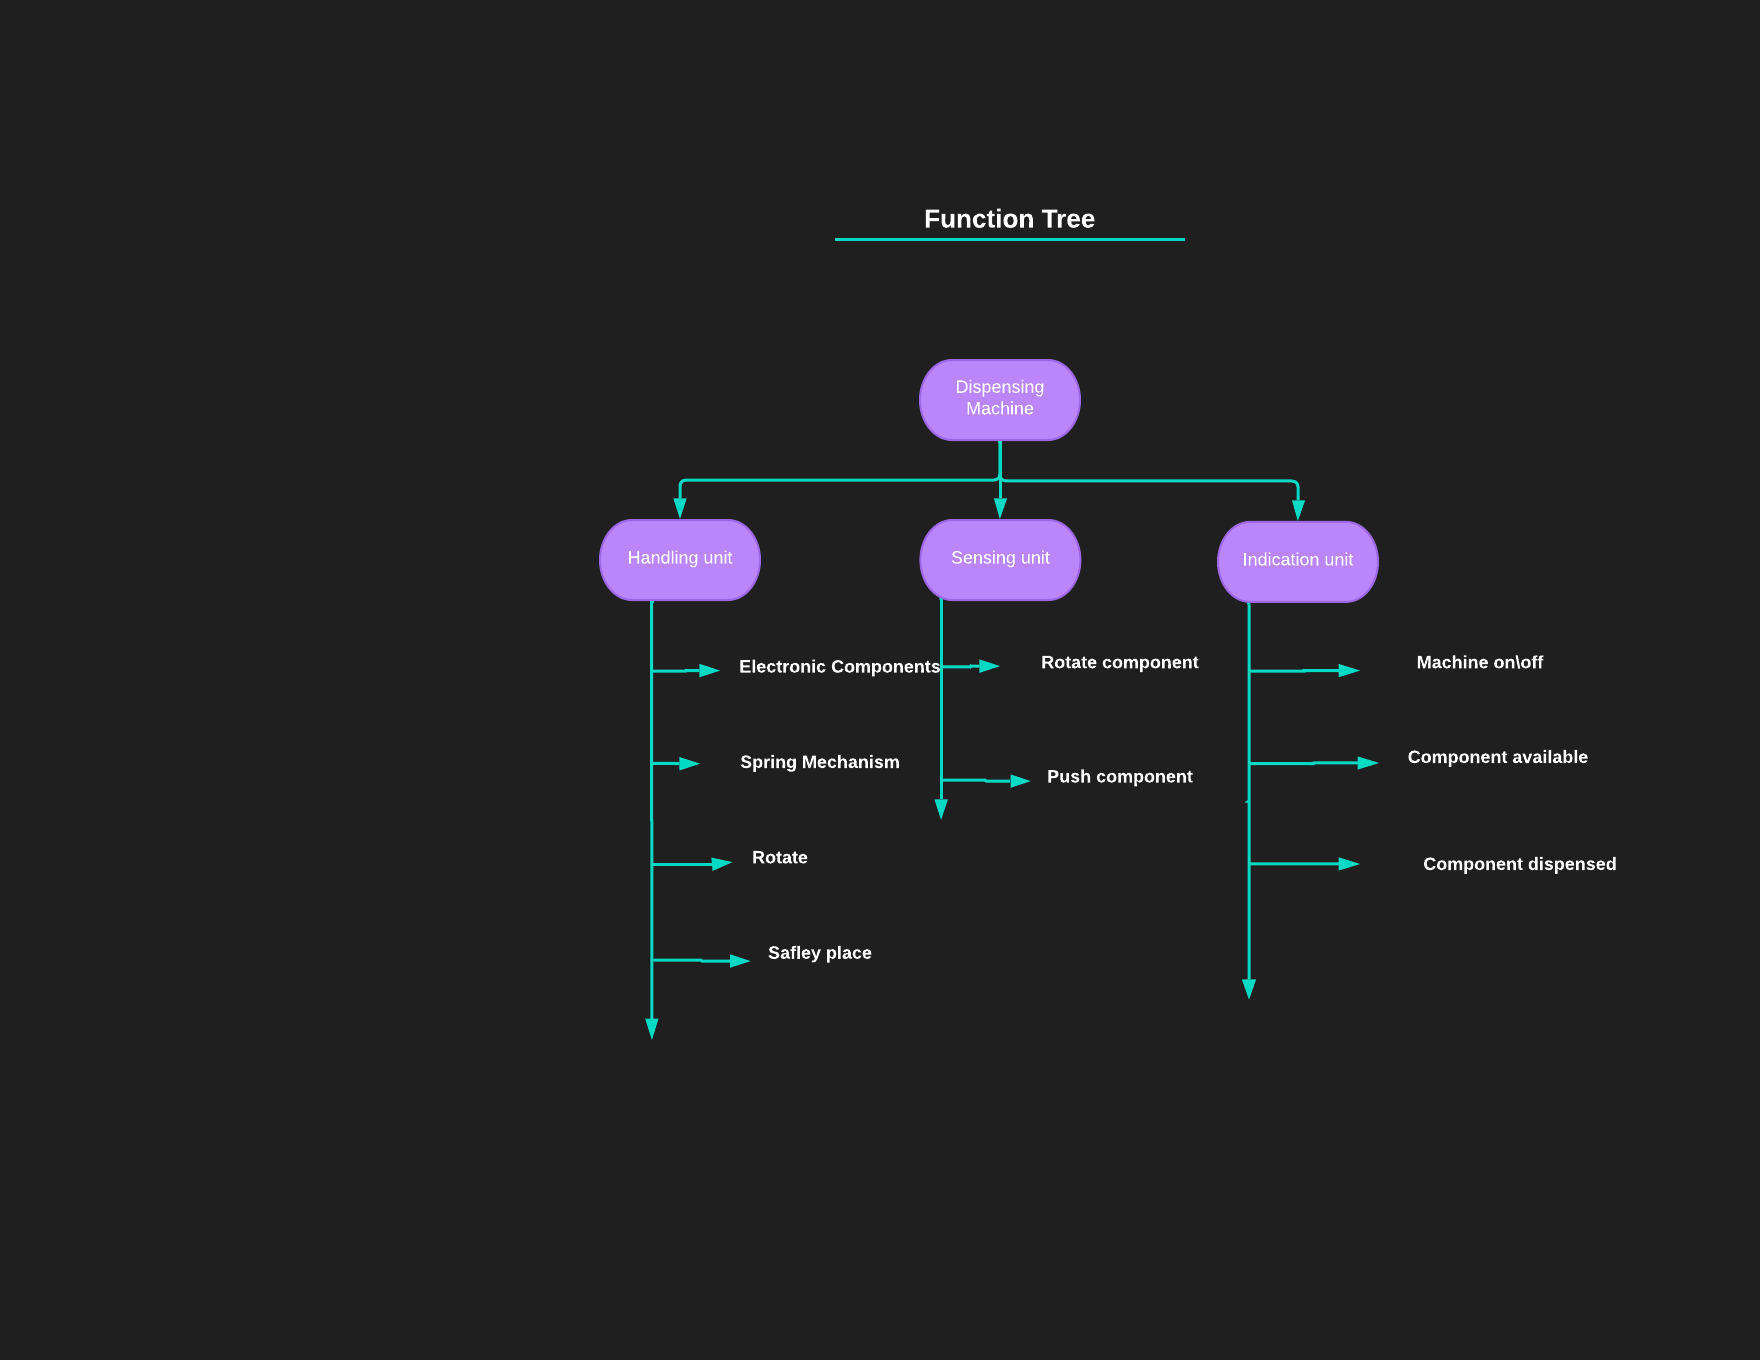 Function Tree
Dispensing
Machine
Handling unit
Sensing unit
Indication unit
Electronic Components
Spring Mechanism
Rotate
Safley place
Rotate component
Push component
Machine on\off
Component available
Component dispensed